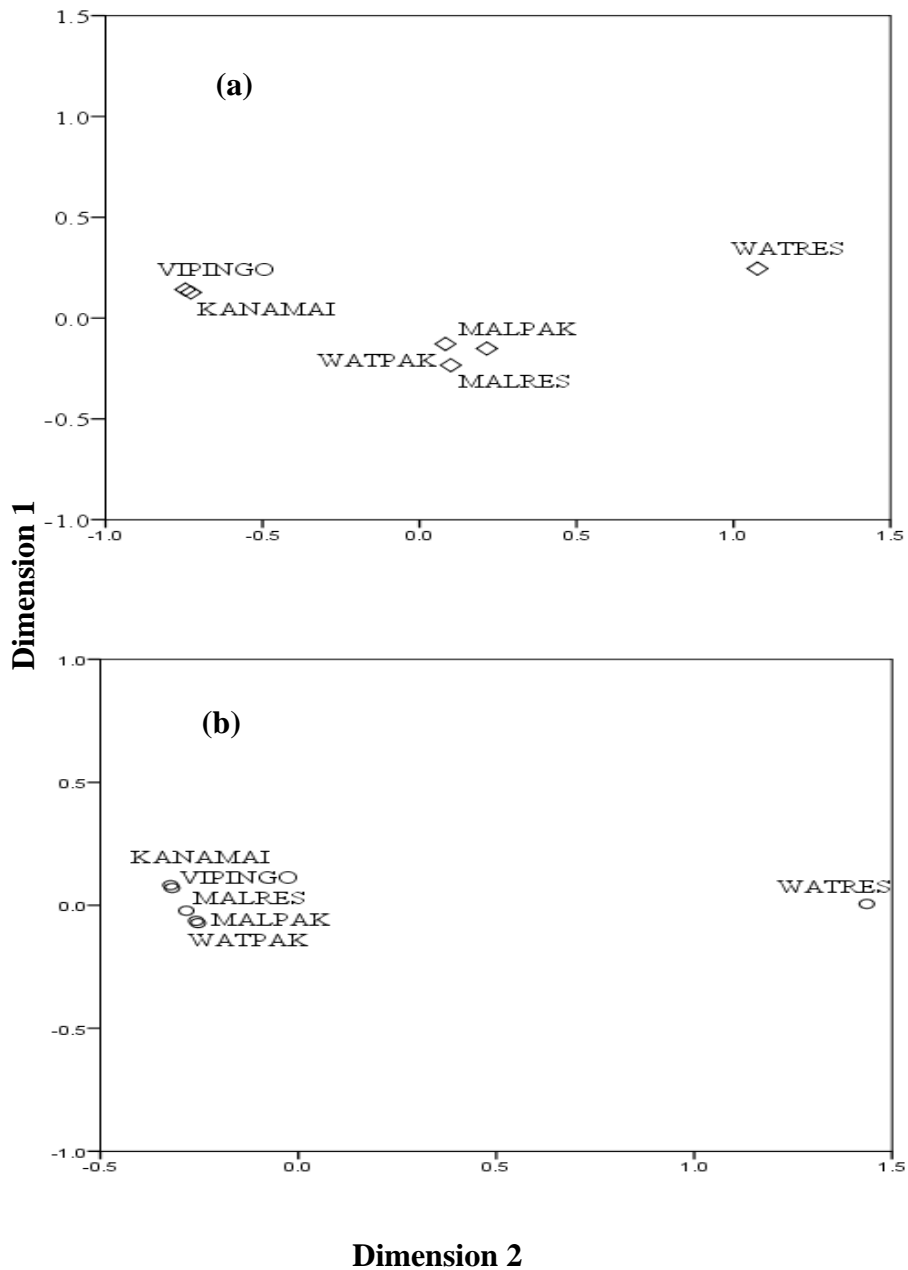 1.5
(a)
1.0
0.5
WATRES
VIPINGO
0.0
KANAMAI
MALPAK
WATPAK
MALRES
-0.5
-1.0
-1.0 -0.5 0.0 0.5 1.0 1.5
Dimension 1
1.0
(b)
0.5
KANAMAI
VIPINGO
WATRES
MALRES
0.0
MALPAK
WATPAK
-0.5
-1.0
-0.5 0.0 0.5 1.0 1.5
Dimension 2